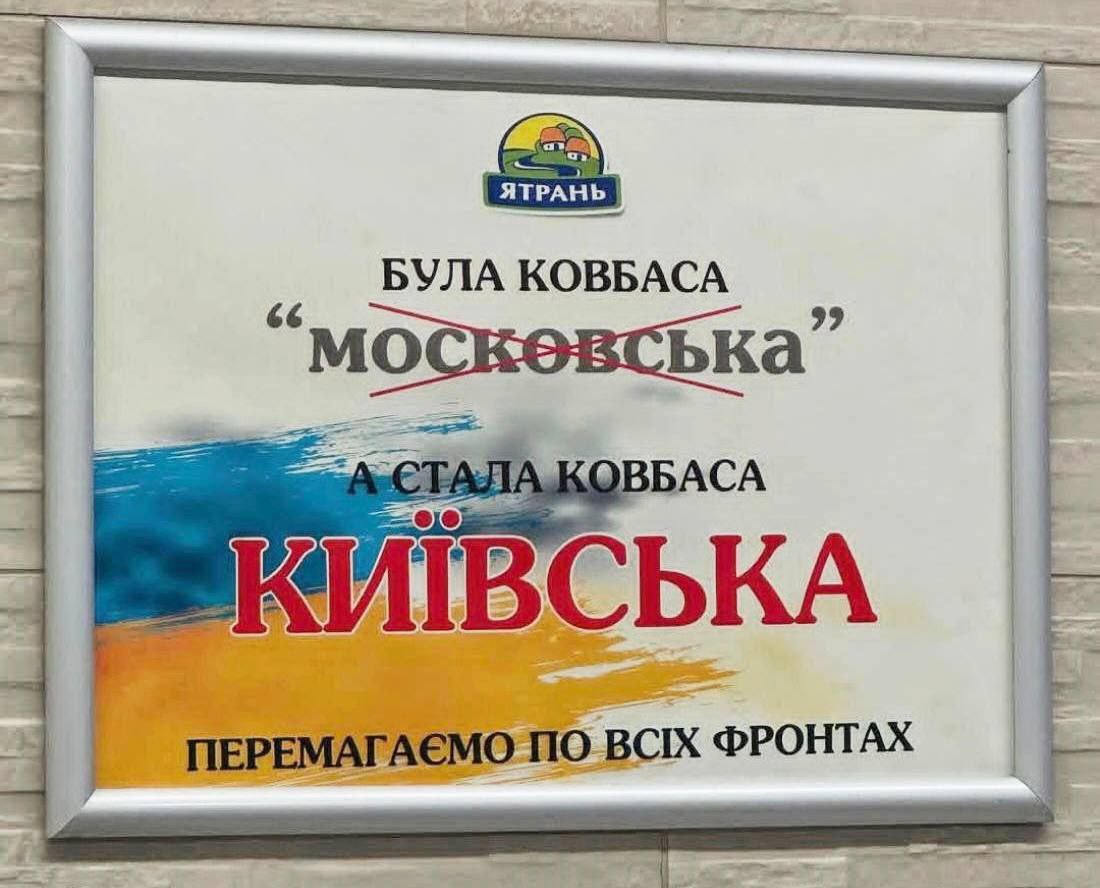 ЯТРАНЬ
БУЛА КОВБАСА
“московська”
А СТАЛА КОВБАСА
КИЇВСЬКА
ПЕРЕМАГАЄМО ПО ВСІХ ФРОНТАХ